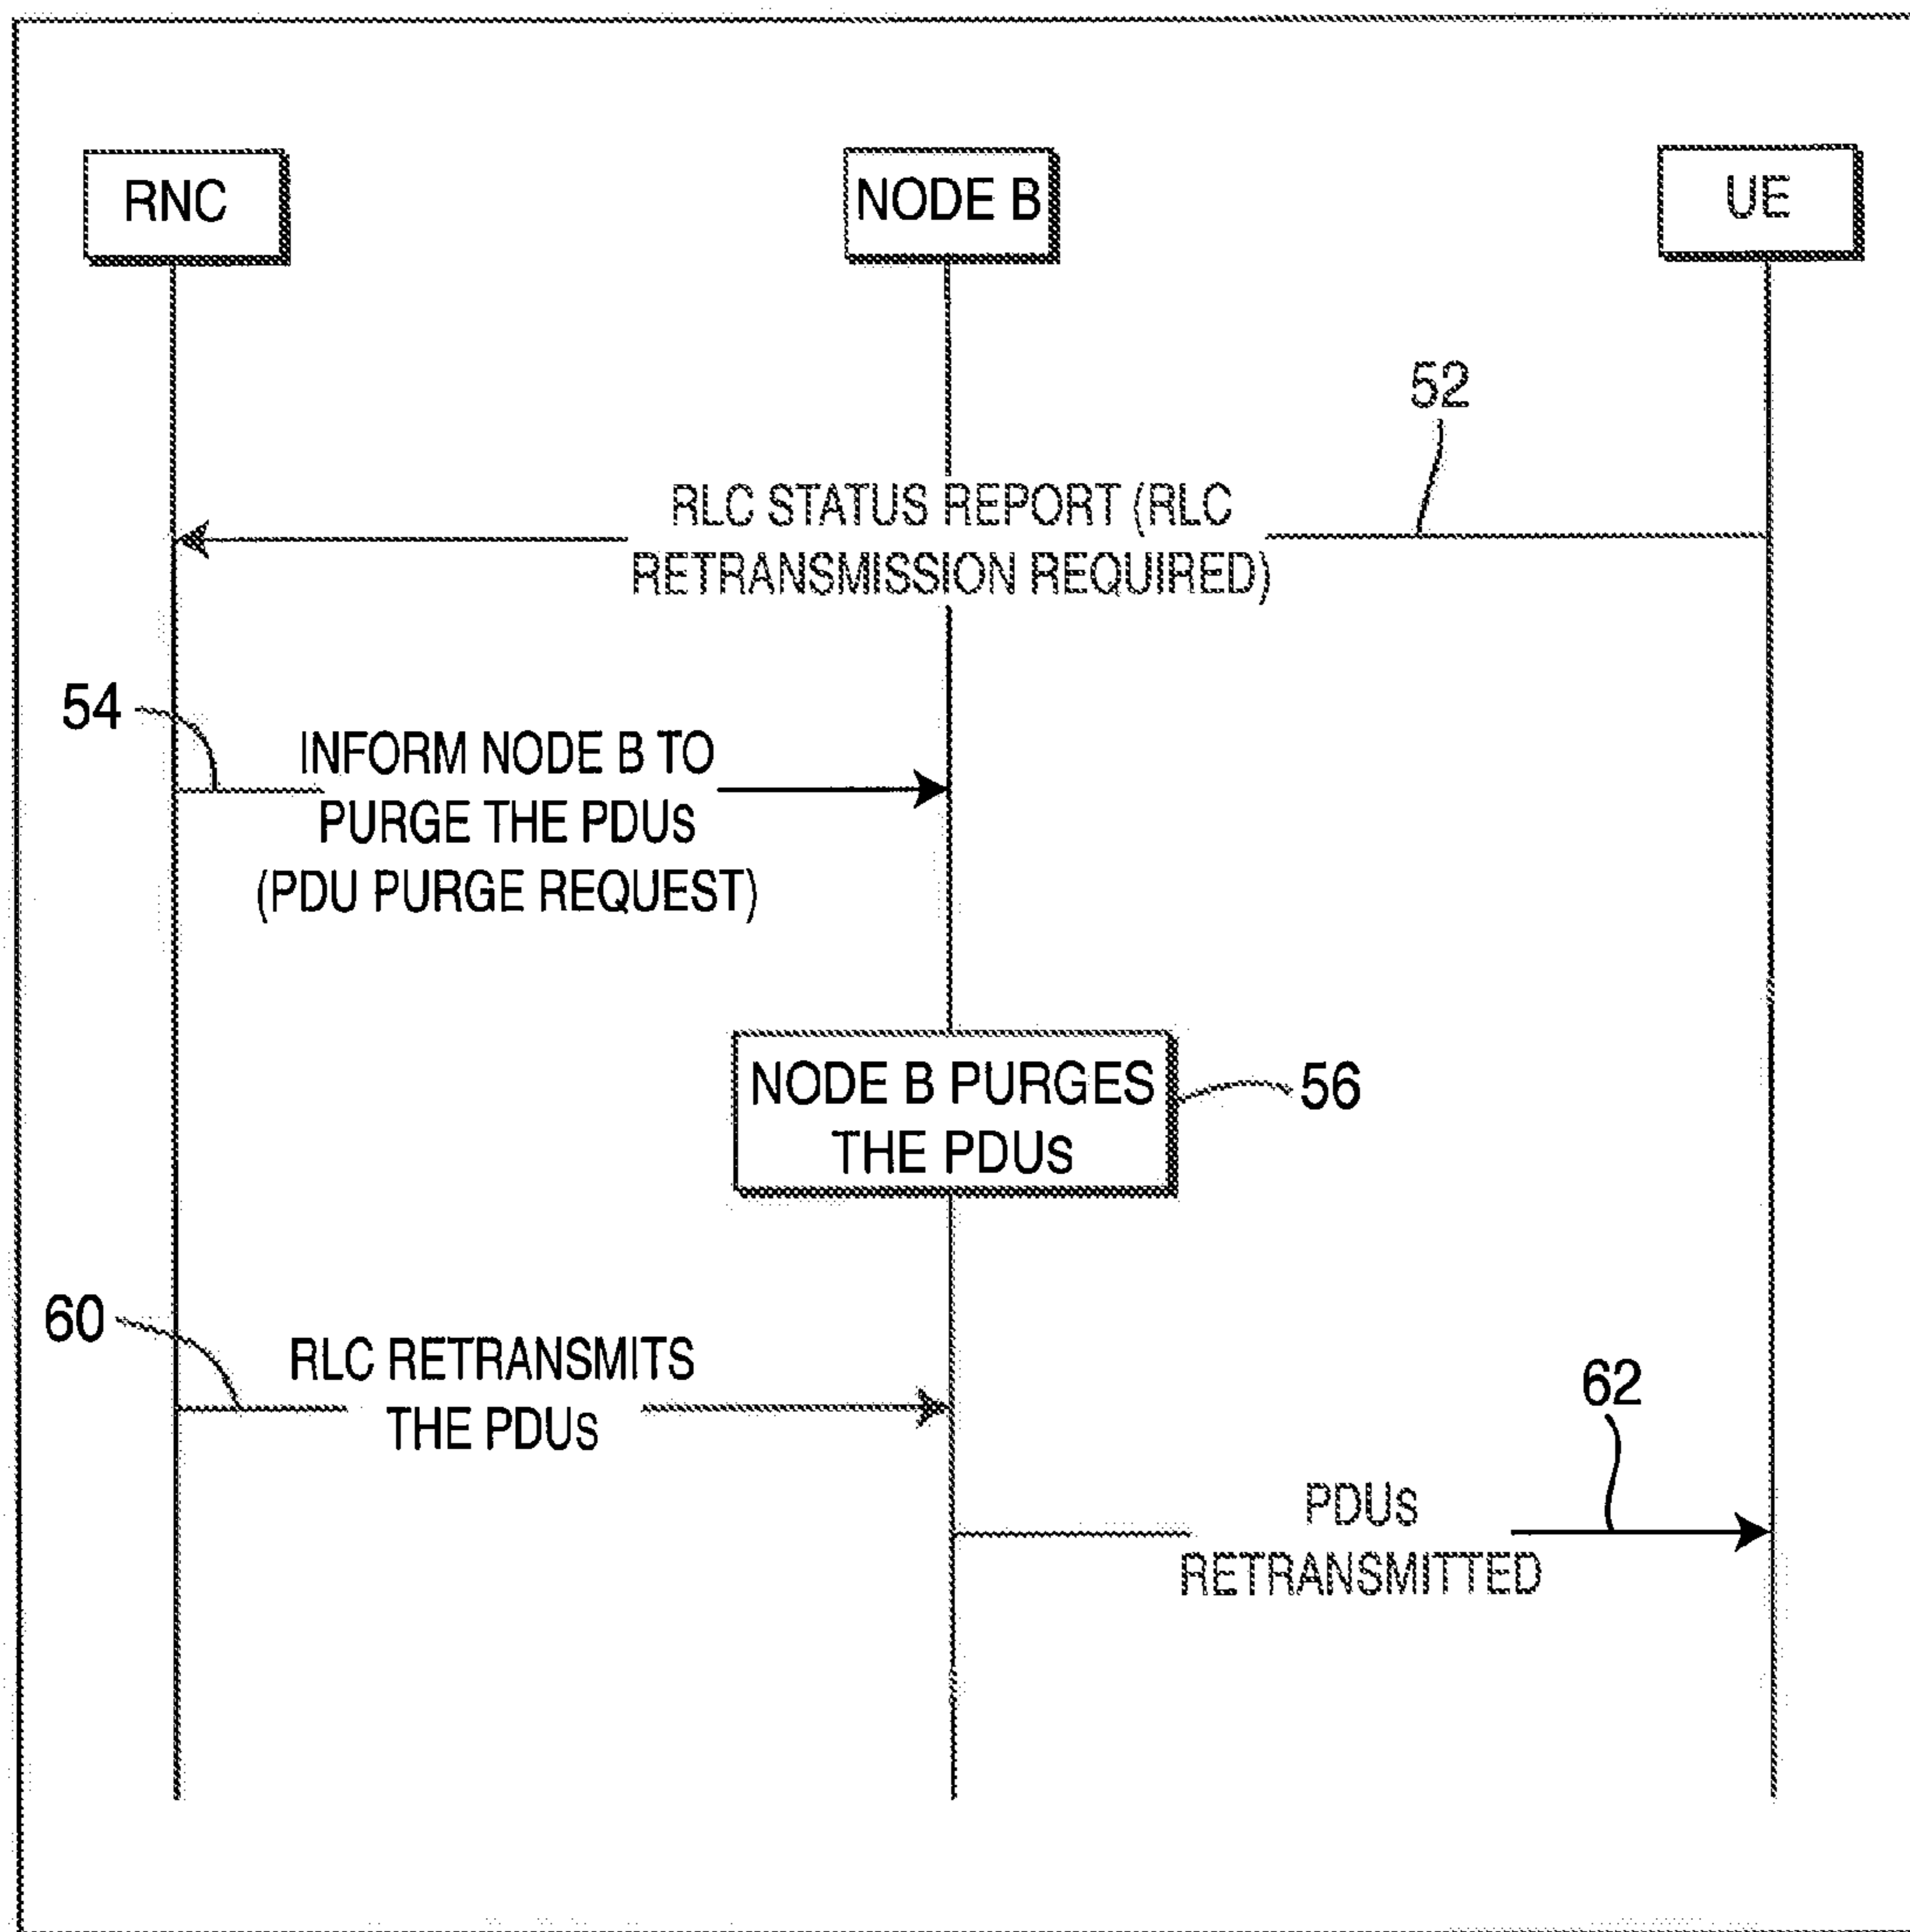 RNC
NODE B
UE
52
RLC STATUS REPORT (RLC
RETRANSMISSION REQUIRED)
54
INFORM NODE B TO
PURGE THE PDUs
(PDU PURGE REQUEST)
NODE B PURGES
THE PDUs
56
60
RLC RETRANSMITS
THE PDUs
62
PDUs
RETRANSMITTED